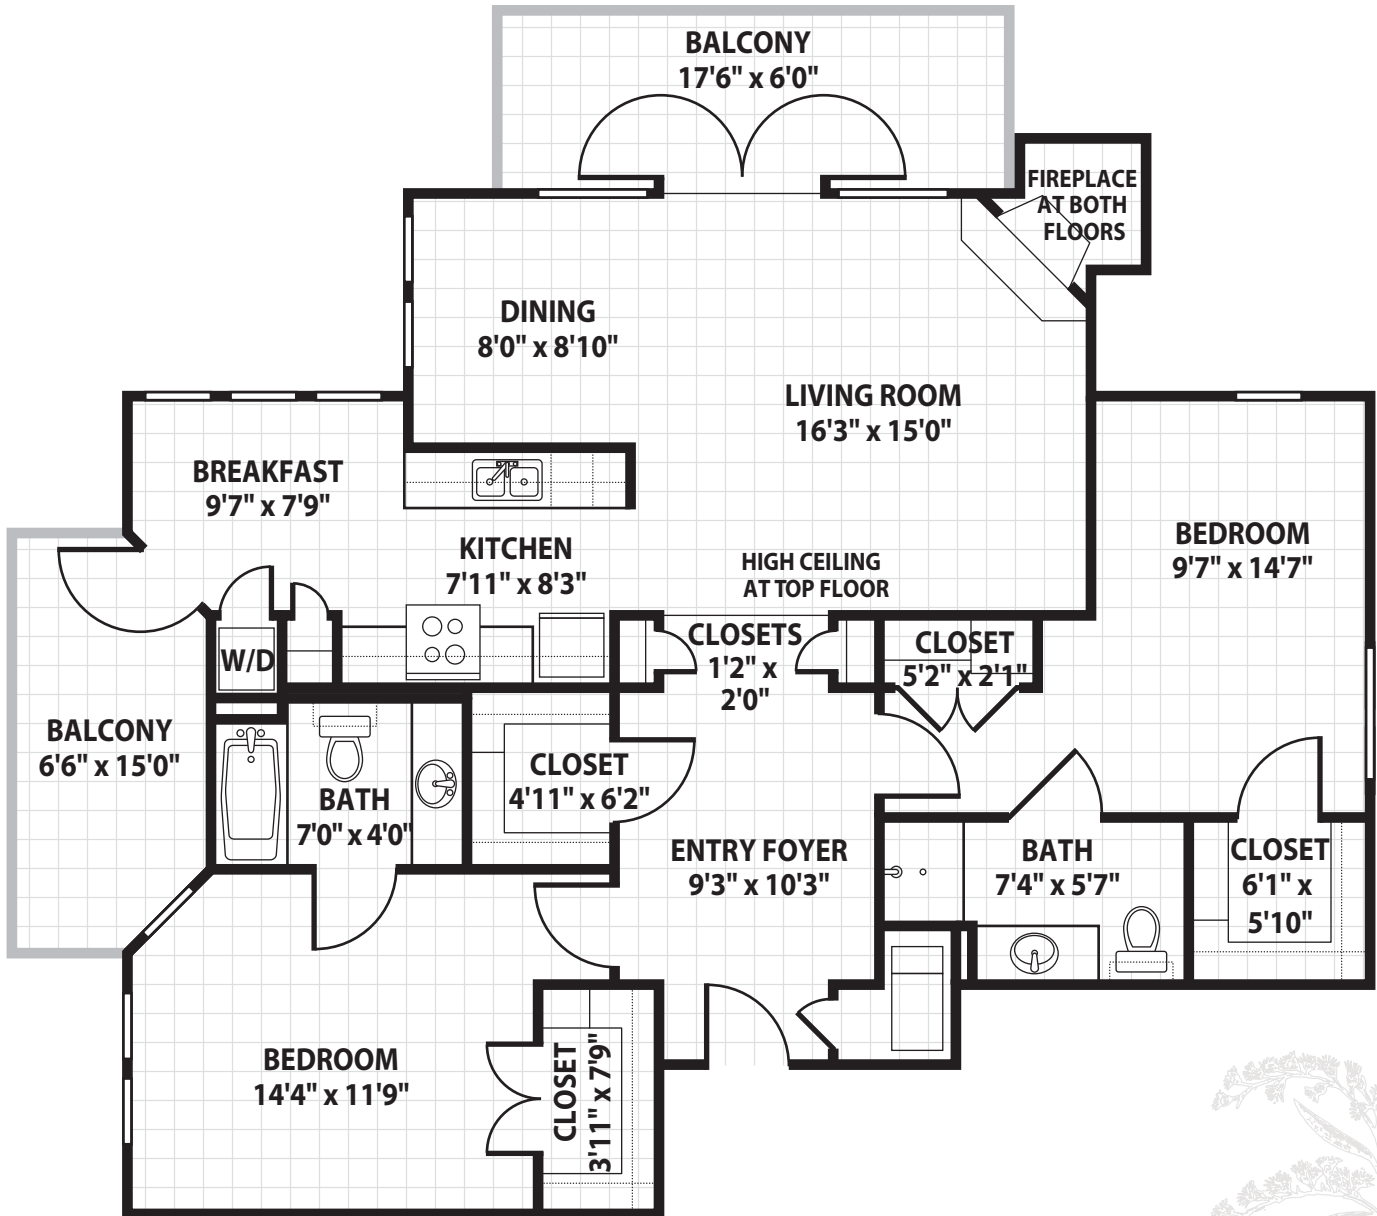 BALCONY
17'6" x 6'0"
FIREPLACE
AT BOTH
FLOORS
DINING
8'0" x 8'10"
LIVING ROOM
16'3" x 15'0"
BREAKFAST
9'7" x 7'9"
KITCHEN
7'11" x 8'3"
HIGH CEILING
AT TOP FLOOR
BEDROOM
9'7" x 14'7"
W/D
CLOSETS
1'2" x
2'0"
CLOSET
5'2" x 2'1"
BALCONY
6'6" x 15'0"
BATH
7'0" x 4'0"
CLOSET
4'11" x 6'2"
ENTRY FOYER
9'3" x 10'3"
BATH
7'4" x 5'7"
CLOSET
6'1" x
5'10"
BEDROOM
14'4" x 11'9"
CLOSET
3'11" x 7'9"